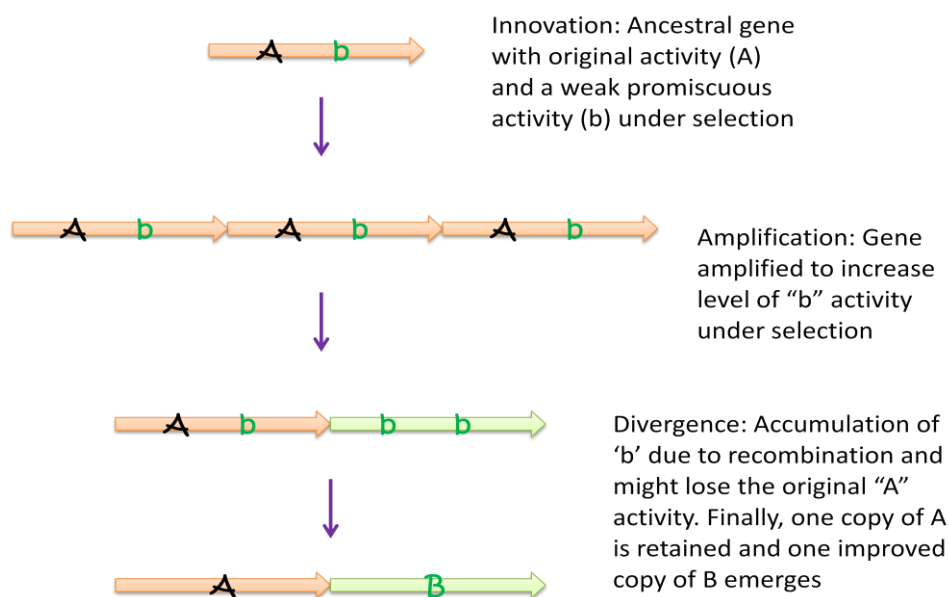 A b
Innovation: Ancestral gene
with original activity (A)
and a weak promiscuous
activity (b) under selection
A b A b A b
Amplification: Gene
amplified to increase
level of “b” activity
under selection
A b b b
Divergence: Accumulation of
‘b’ due to recombination and
might lose the original “A”
activity. Finally, one copy of A
is retained and one improved
copy of B emerges
A B